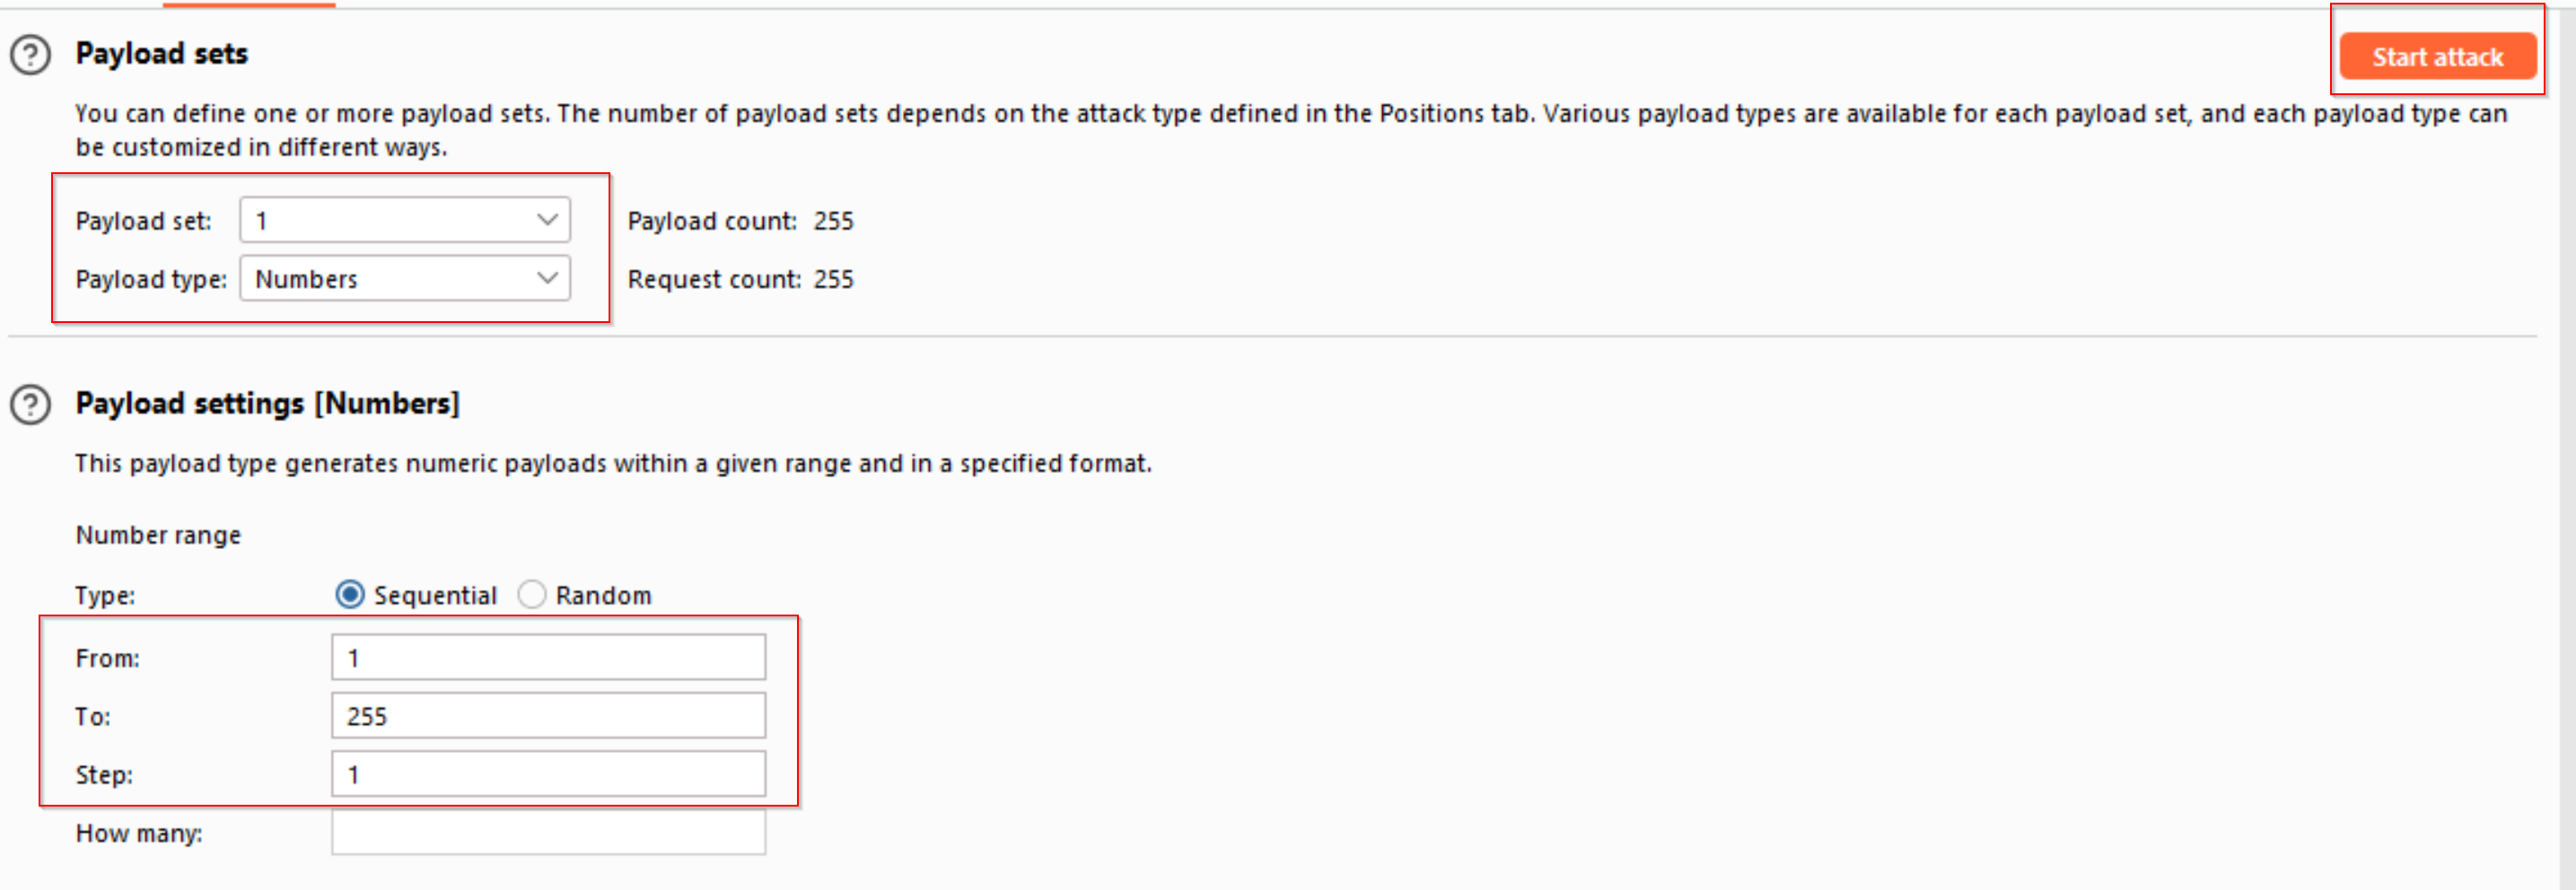 Payload sets
Start attack
You can define one or more payload sets. The number of payload sets depends on the attack type defined in the Positions tab. Various payload types are available for each payload set, and each payload type can
be customized in different ways.
Payload set: 1 Payload count: 255
Payload type: Numbers Request count: 255
Payload settings [Numbers]
This payload type generates numeric payloads within a given range and in a specified format.
Number range
Type: Sequential Random
From: 1
To: 255
Step: 1
How many: